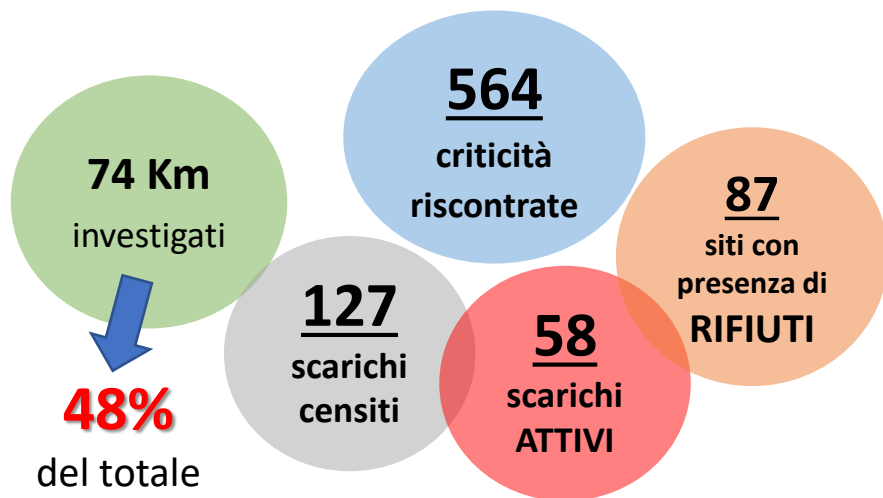 74 Km
investigati
48%
del totale
564
criticità
riscontrate
127
scarichi
censiti
58
scarichi
ATTIVI
87
siti con
presenza di
RIFIUTI